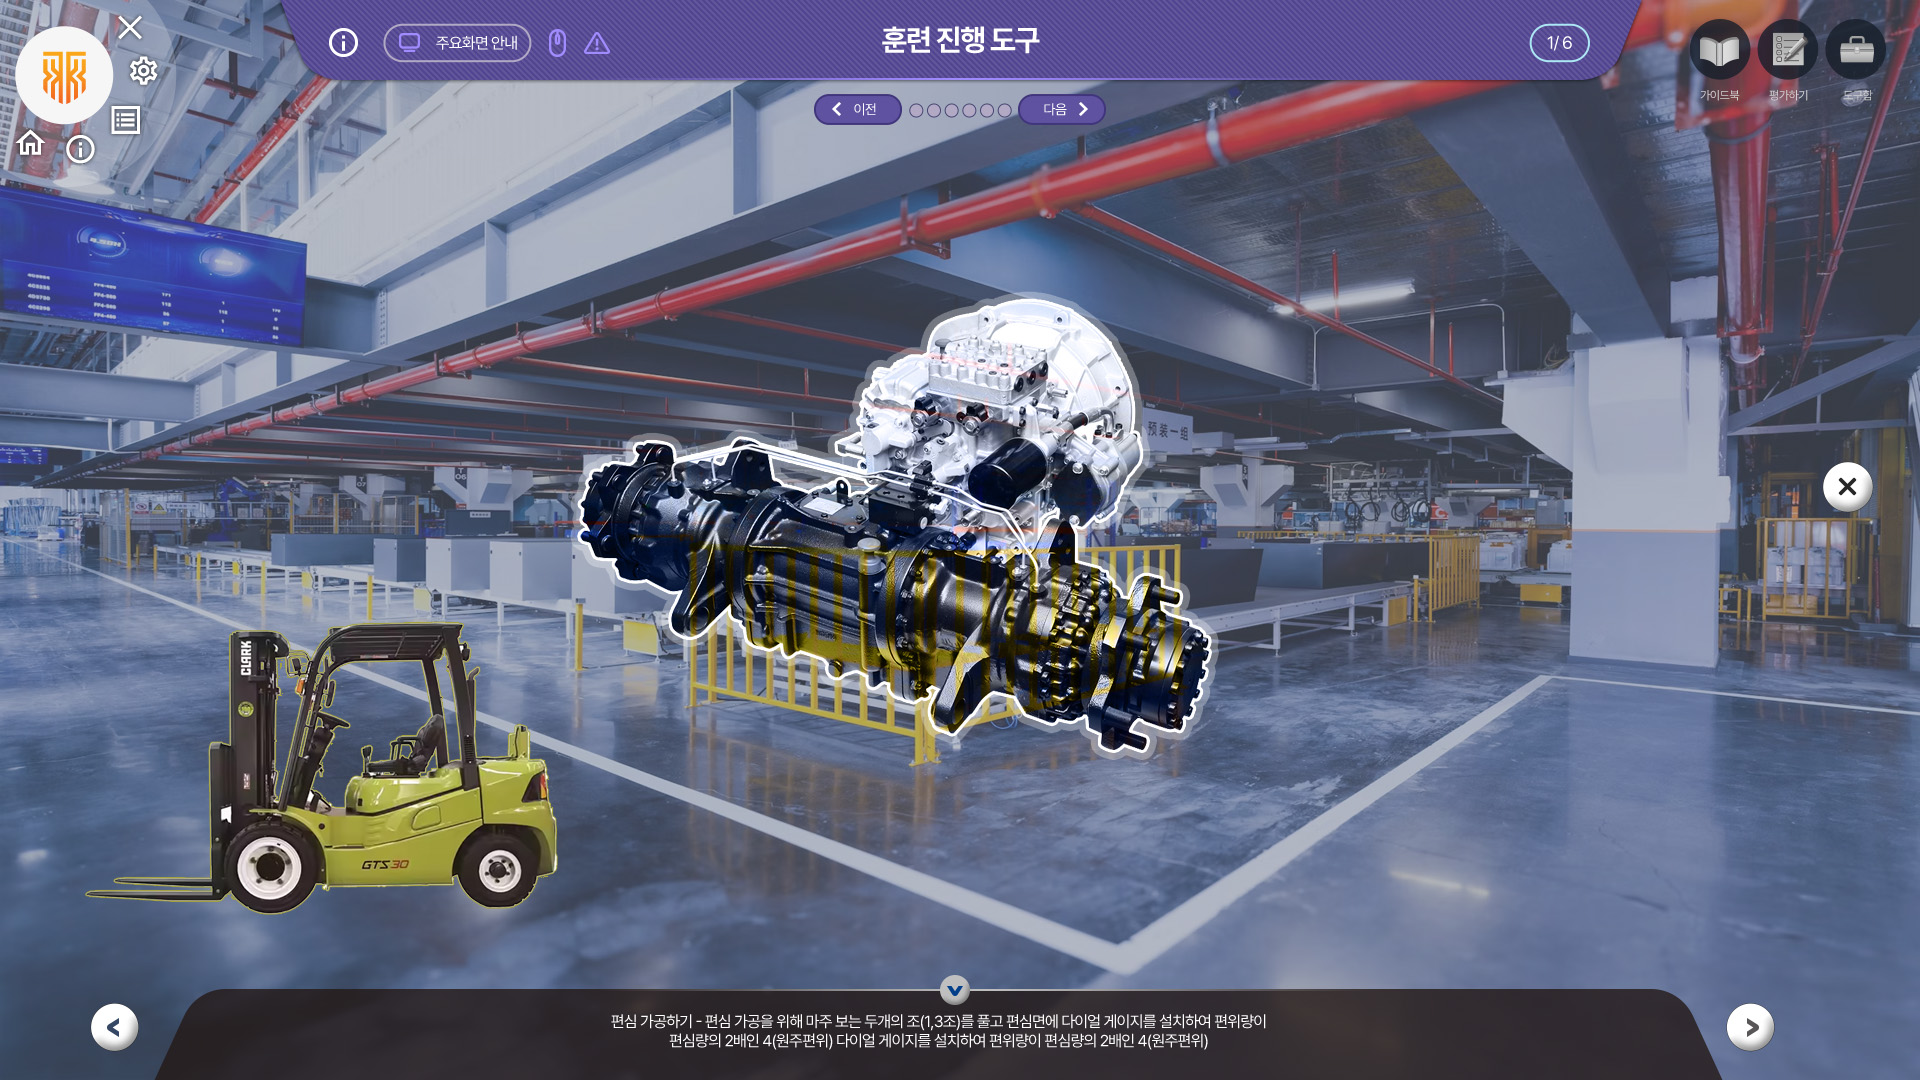 주요화면 안내
훈련 진행 도구
1/ 6
이전
다음
가이드북
평가하기
도구함
预装一组
CLARK
GTS30
편심 가공하기 - 편심 가공을 위해 마주 보는 두개의 조(1,3조)를 풀고 편심면에 다이얼 게이지를 설치하여 편위량이
편심량의 2배인 4(원주편위) 다이얼 게이지를 설치하여 편위량이 편심량의 2배인 4(원주편위)